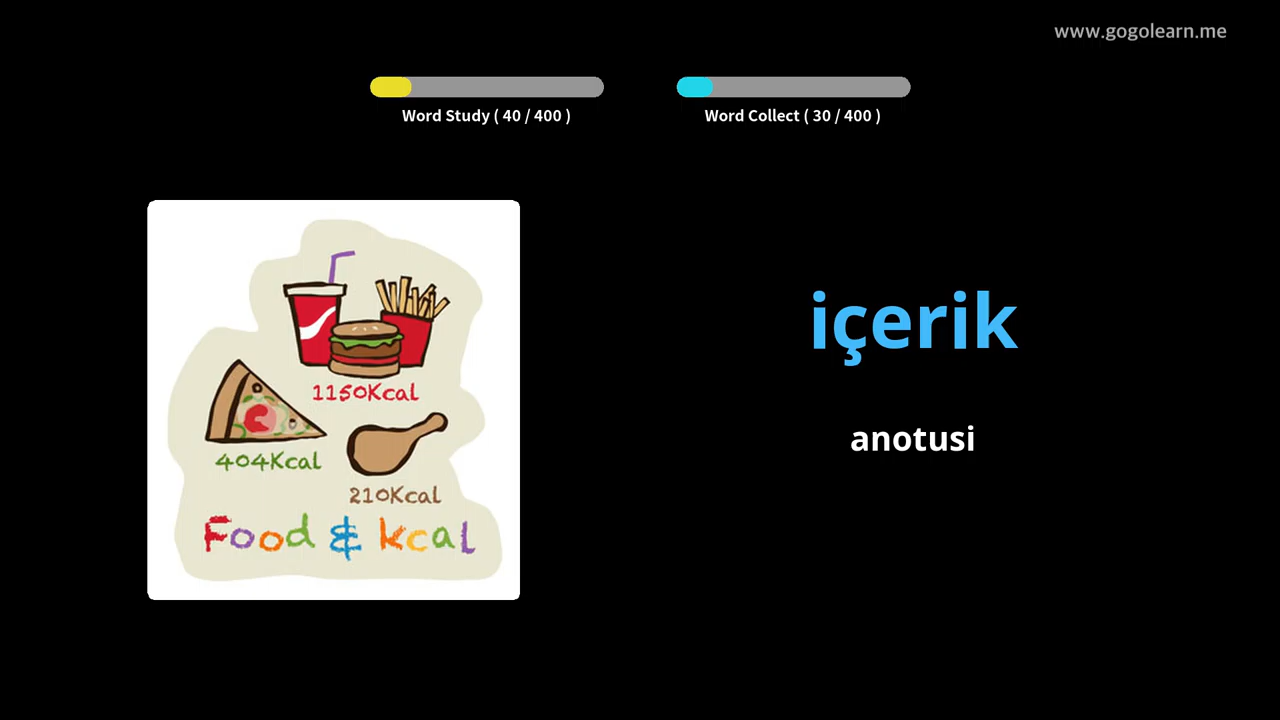 www.gogolearn.me
Word Study ( 40 / 400 )
Word Collect ( 30 / 400 )
1150Kcal
404Kcal
210Kcal
Food & kcal
içerik
anotusi